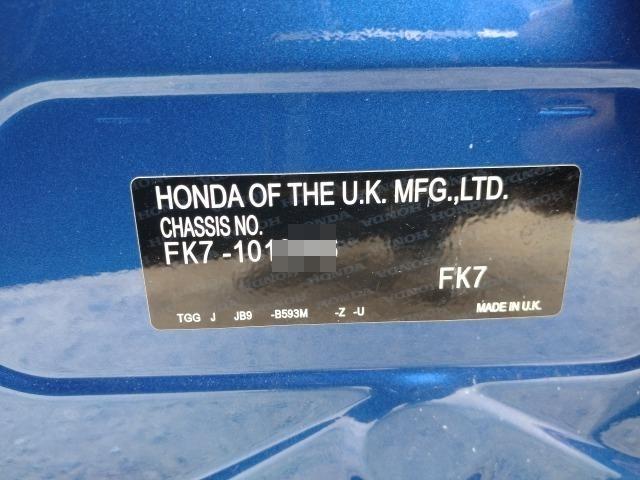 HONDA OF THE U.K. MFG.,LTD.
CHASSIS NO.
FK7-101
FK7
TGG J JB9 -B593M -Z -U
MADE IN U.K.